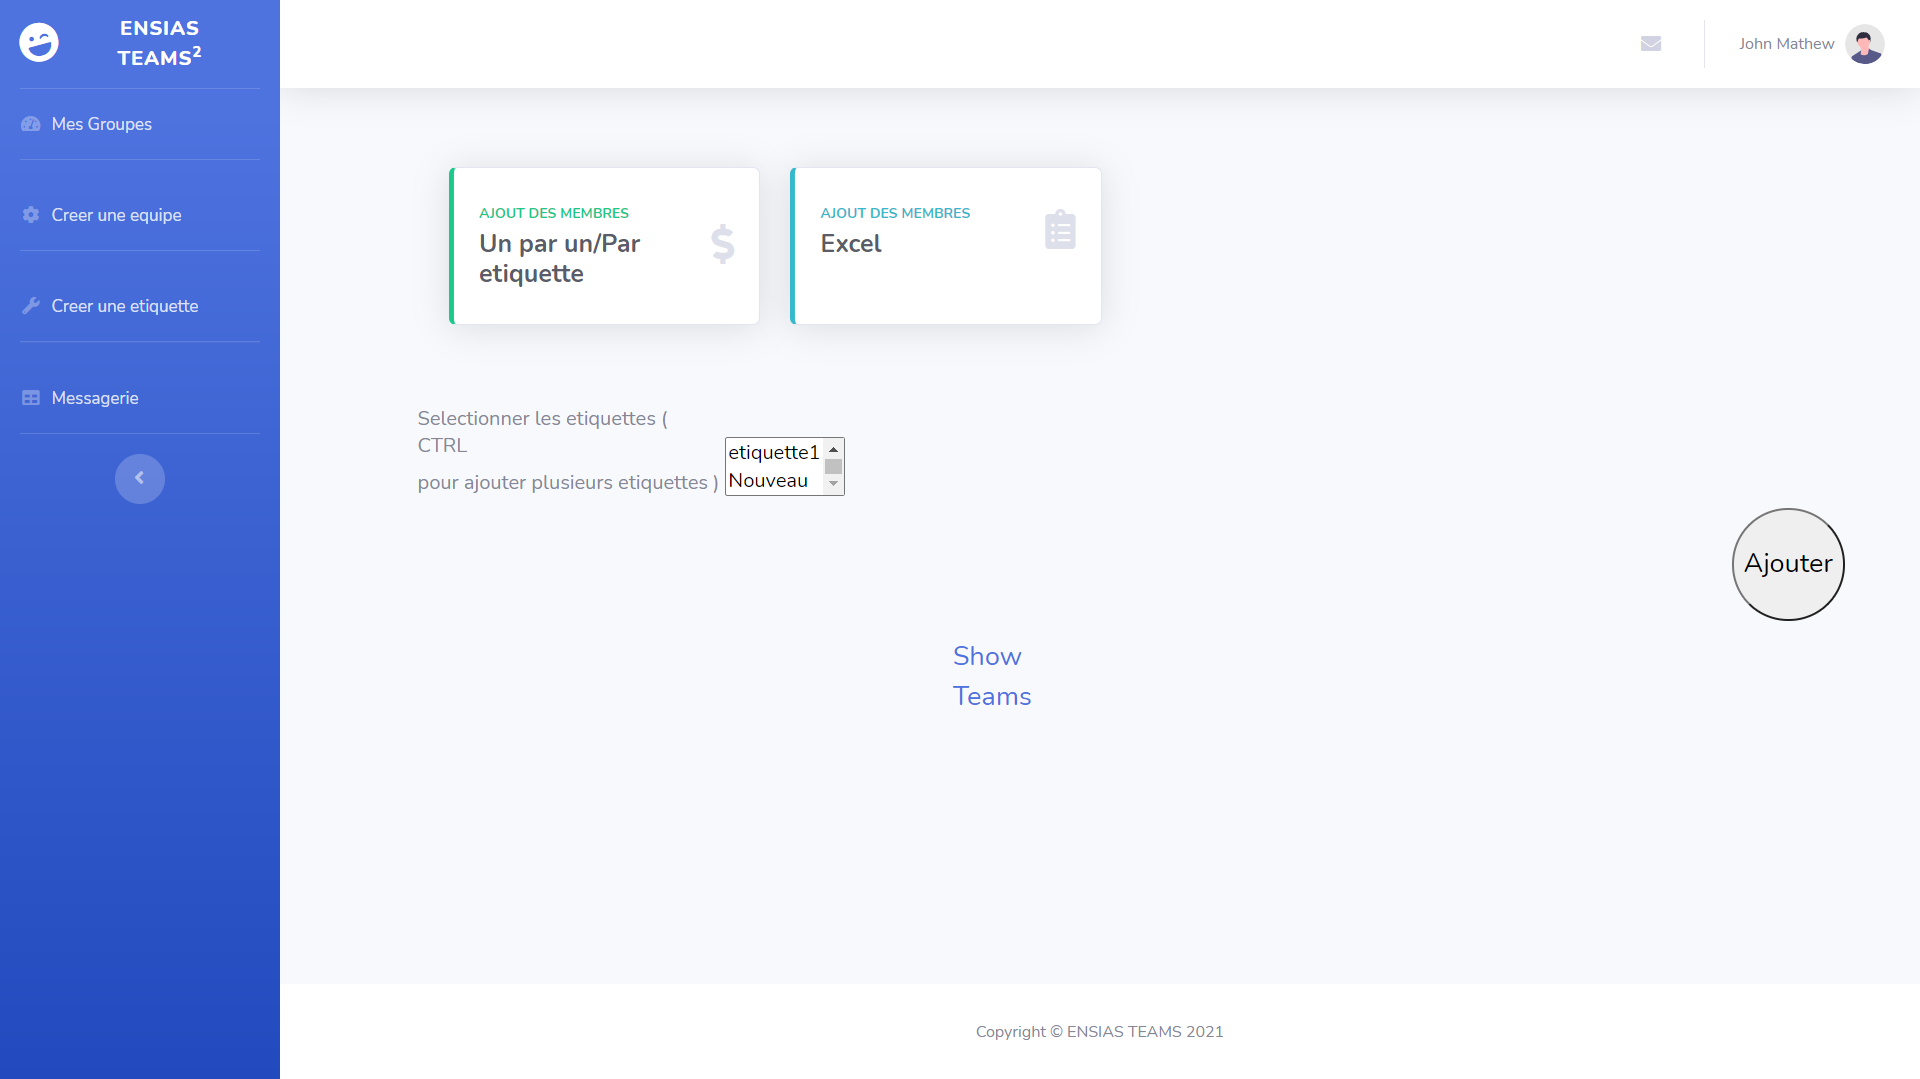 ENSIAS
TEAMS2
Mes Groupes
Creer une equipe
Creer une etiquette
Messagerie
John Mathew
AJOUT DES MEMBRES
Un par un/Par
etiquette
AJOUT DES MEMBRES
Excel
Selectionner les etiquettes (
CTRL
pour ajouter plusieurs etiquettes )
etiquette1
Nouveau
Ajouter
Show
Teams
Copyright © ENSIAS TEAMS 2021